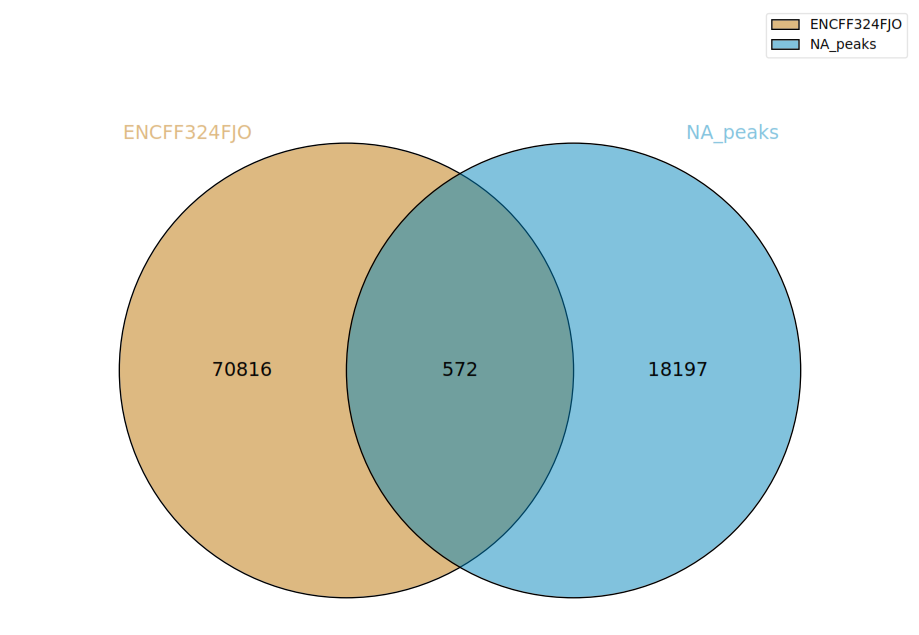 ENCFF324FJO
NA_peaks
ENCFF324FJO
NA_peaks
70816
572
18197